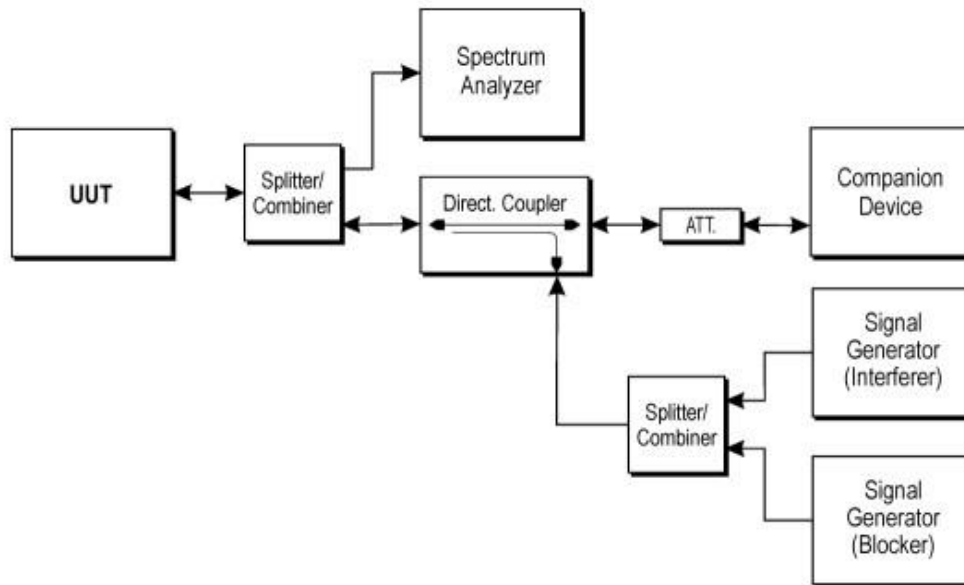 Spectrum
Analyzer
UUT
Splitter/
Combiner
Direct. Coupler
ATT.
Companion
Device
Signal
Generator
(Interferer)
Splitter/
Combiner
Signal
Generator
(Blocker)